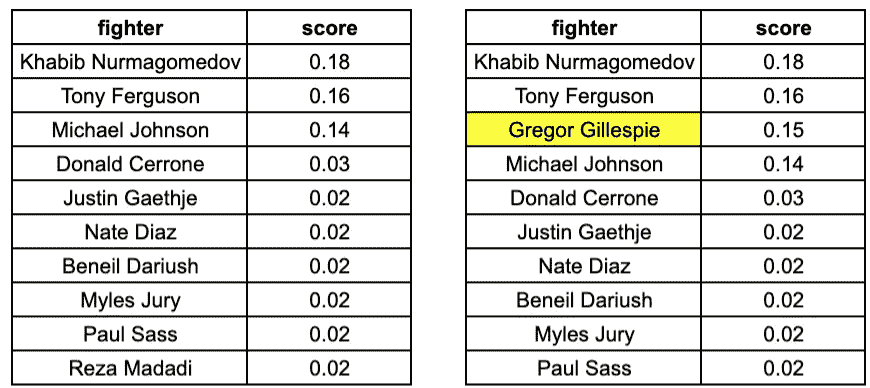 fighter score
Khabib Nurmagomedov 0.18
Tony Ferguson 0.16
Michael Johnson 0.14
Donald Cerrone 0.03
Justin Gaethje 0.02
Nate Diaz 0.02
Beneil Dariush 0.02
Myles Jury 0.02
Paul Sass 0.02
Reza Madadi 0.02
fighter score
Khabib Nurmagomedov 0.18
Tony Ferguson 0.16
Gregor Gillespie 0.15
Michael Johnson 0.14
Donald Cerrone 0.03
Justin Gaethje 0.02
Nate Diaz 0.02
Beneil Dariush 0.02
Myles Jury 0.02
Paul Sass 0.02